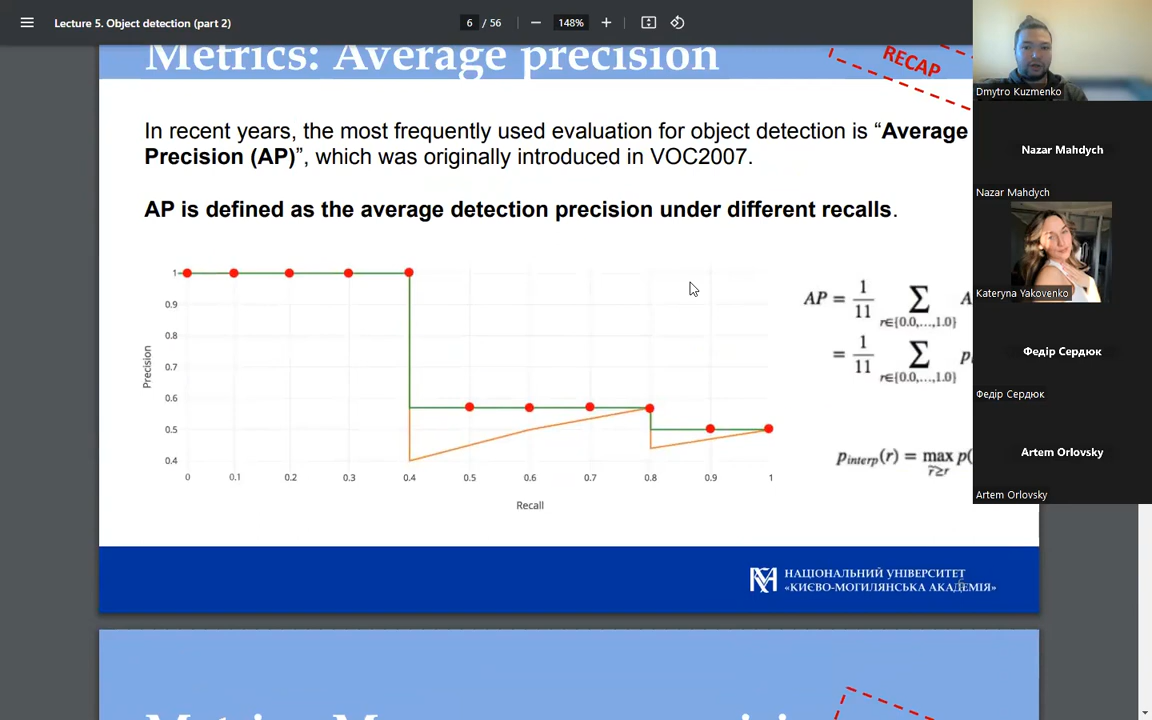 Lecture 5. Object detection (part 2)
6 / 56
148%
Metrics: Average precision
RECAP
In recent years, the most frequently used evaluation for object detection is “Average
Precision (AP)”, which was originally introduced in VOC2007.
AP is defined as the average detection precision under different recalls.
1
0.9
0.8
0.7
0.6
0.5
0.4
Precision
0 0.1 0.2 0.3 0.4 0.5 0.6 0.7 0.8 0.9 1
Recall
AP = 1/11 ∑ r∈{0.0,...,1.0} A
= 1/11 ∑ r∈{0.0,...,1.0} p
p_interp(r) = max r̃≥r p(
НАЦІОНАЛЬНИЙ УНІВЕРСИТЕТ
«КИЄВО-МОГИЛЯНСЬКА АКАДЕМІЯ»
6
Dmytro Kuzmenko
Nazar Mahdych
Nazar Mahdych
Kateryna Yakovenko
Федір Сердюк
Федір Сердюк
Artem Orlovsky
Artem Orlovsky